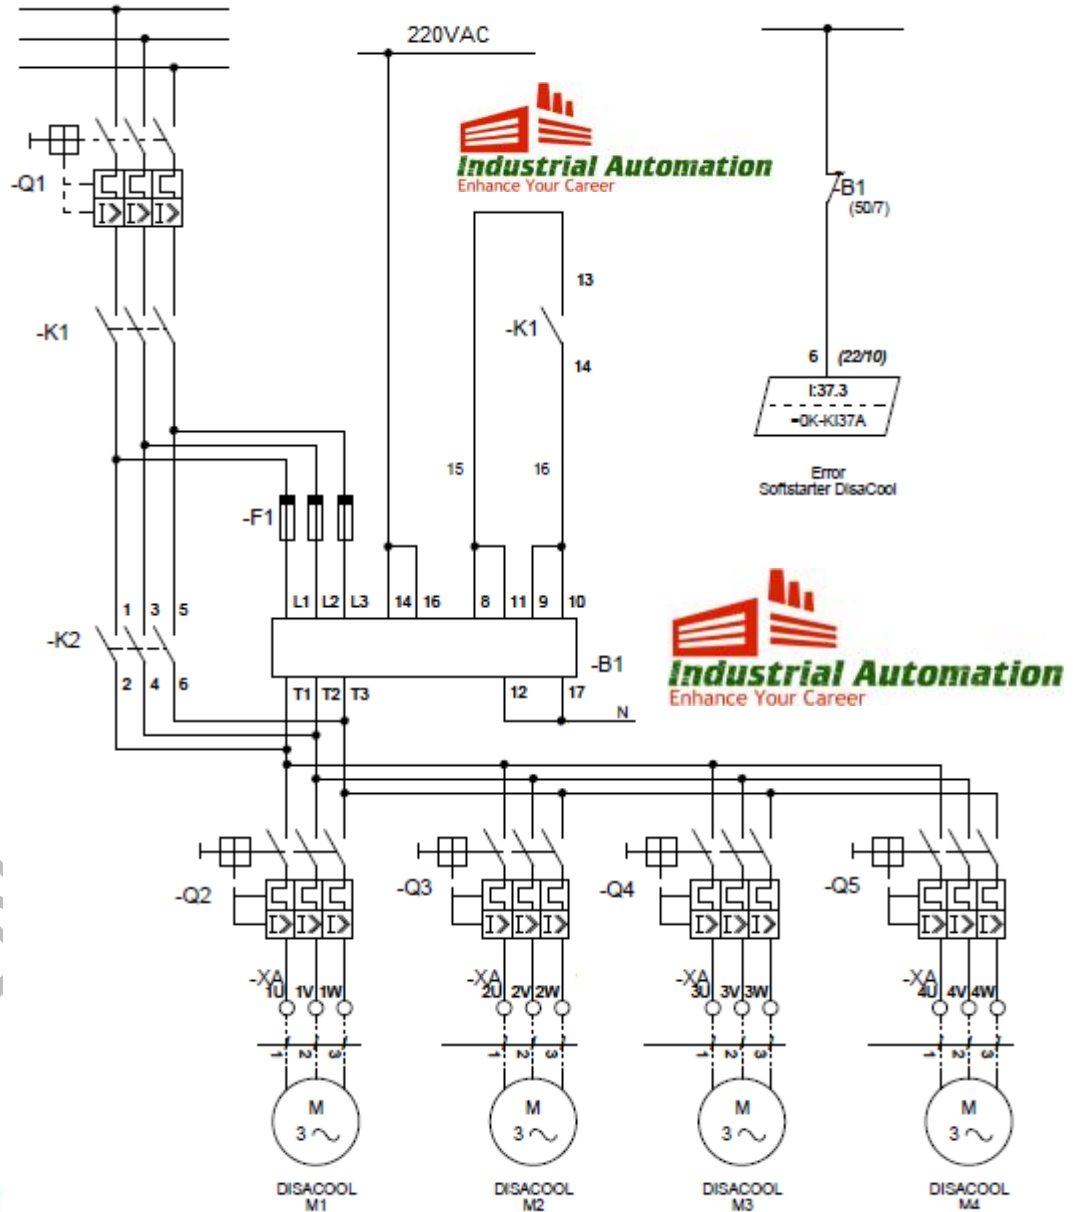 220VAC
Industrial Automation
Enhance Your Career
-Q1
I> I> I>
-B1
(50/7)
13
-K1
-K1
14
6 (22/10)
I:37.3
=0K-KI37A
Error
Softstarter DisaCool
15 16
-F1
1 3 5
L1 L2 L3 14 16 8 11 9 10
-K2
-B1
2 4 6
T1 T2 T3 12 17
N
Industrial Automation
Enhance Your Career
-Q2 -Q3 -Q4 -Q5
I> I> I> I> I> I> I> I> I> I> I> I>
-XA -XA -XA -XA
1U 1V 1W 2U 2V 2W 3U 3V 3W 4U 4V 4W
1 2 3 1 2 3 1 2 3 1 2 3
M M M M
3 ~ 3 ~ 3 ~ 3 ~
DISACOOL DISACOOL DISACOOL DISACOOL
M1 M2 M3 M4